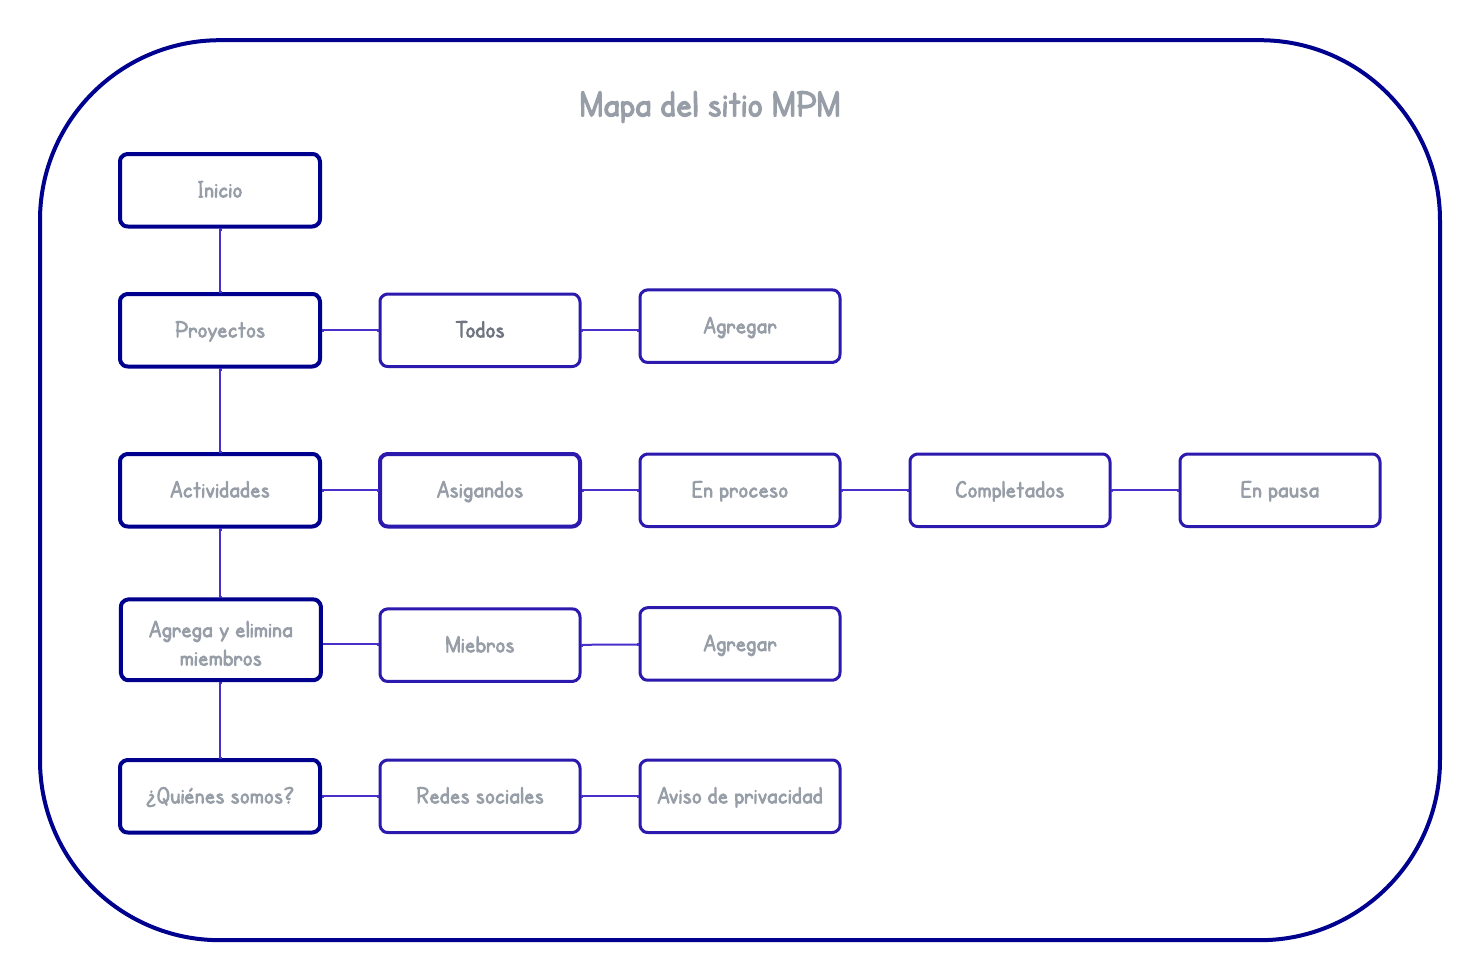 Mapa del sitio MPM
Inicio
Proyectos
Todos
Agregar
Actividades
Asigandos
En proceso
Completados
En pausa
Agrega y elimina
miembros
Miebros
Agregar
¿Quiénes somos?
Redes sociales
Aviso de privacidad